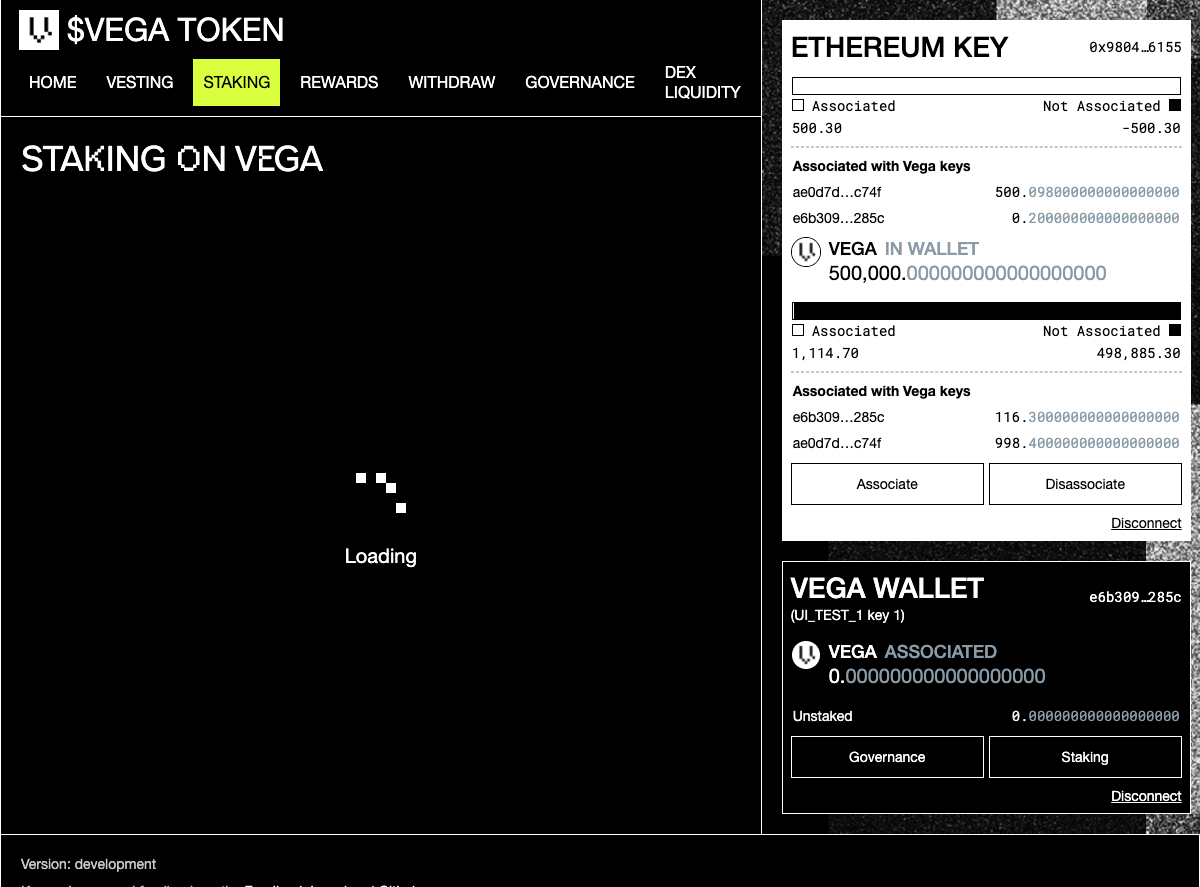 $VEGA TOKEN
HOME VESTING STAKING REWARDS WITHDRAW GOVERNANCE DEX LIQUIDITY
STAKING ON VEGA
Loading
ETHEREUM KEY 0x9804…6155
Associated Not Associated
500.30 -500.30
Associated with Vega keys
ae0d7d…c74f 500.098000000000000000
e6b309…285c 0.200000000000000000
VEGA IN WALLET
500,000.000000000000000000
Associated Not Associated
1,114.70 498,885.30
Associated with Vega keys
e6b309…285c 116.300000000000000000
ae0d7d…c74f 998.400000000000000000
Associate Disassociate
Disconnect
VEGA WALLET e6b309…285c
(UI_TEST_1 key 1)
VEGA ASSOCIATED
0.000000000000000000
Unstaked 0.000000000000000000
Governance Staking
Disconnect
Version: development